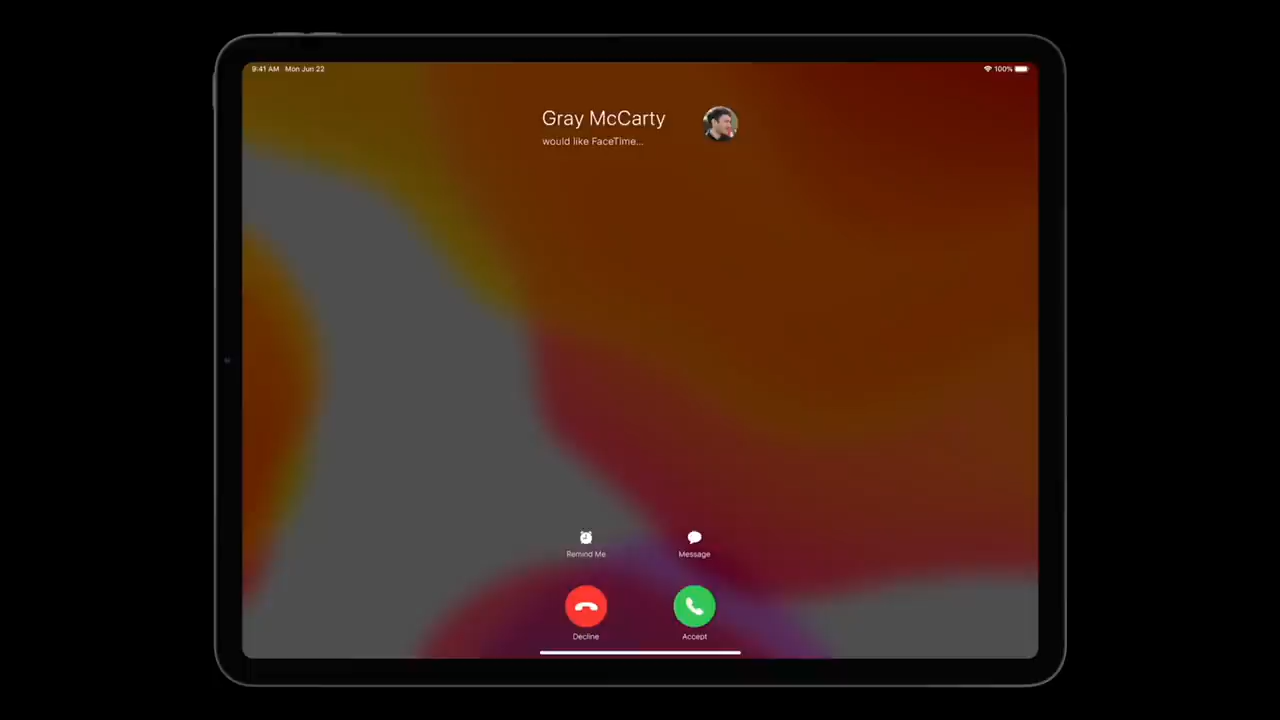 9:41 AM Mon Jun 22
100%
Gray McCarty
would like FaceTime...
Remind Me
Message
Decline
Accept